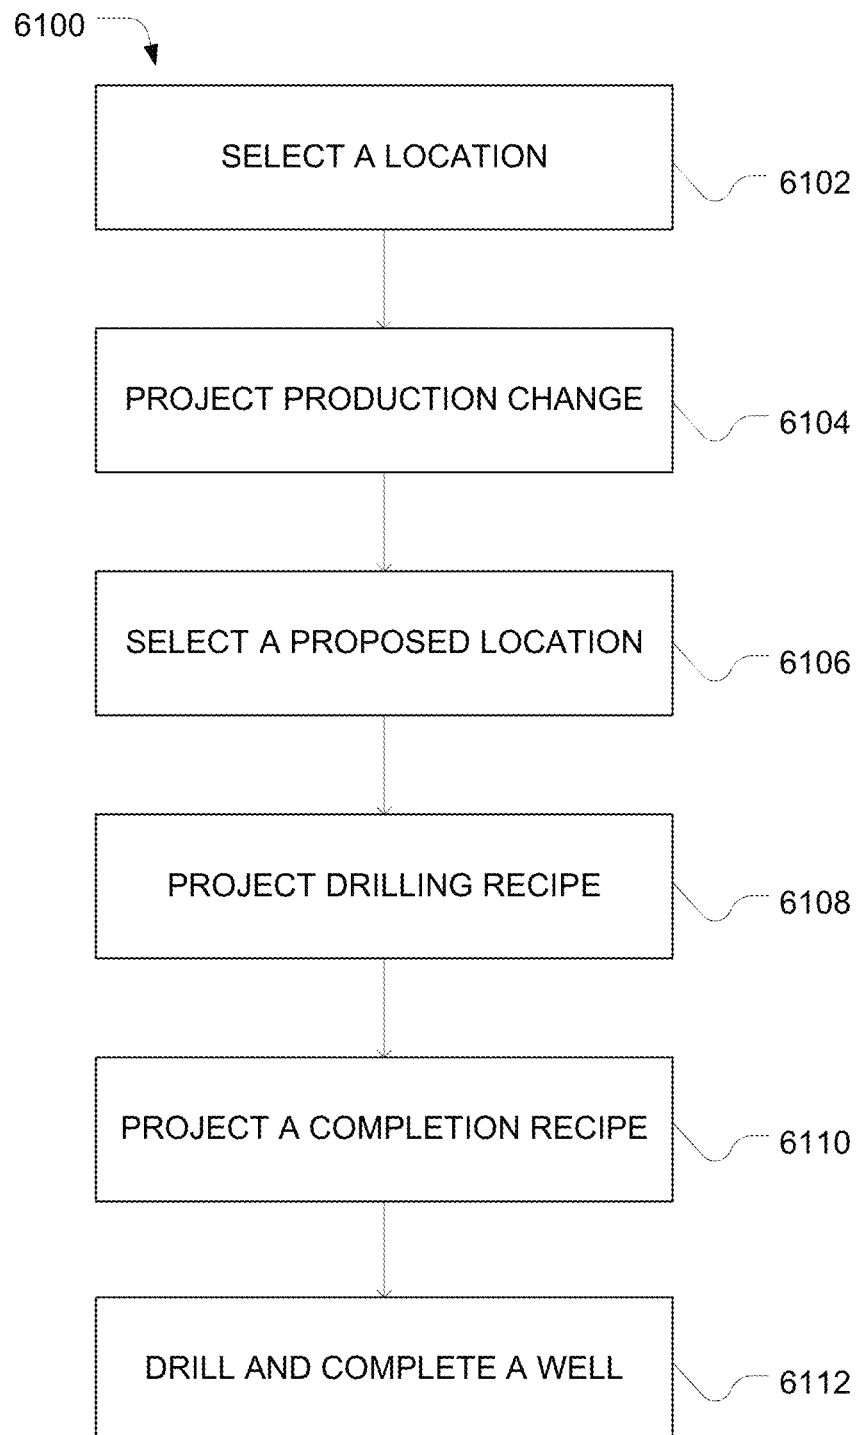 6100
SELECT A LOCATION
6102
PROJECT PRODUCTION CHANGE
6104
SELECT A PROPOSED LOCATION
6106
PROJECT DRILLING RECIPE
6108
PROJECT A COMPLETION RECIPE
6110
DRILL AND COMPLETE A WELL
6112